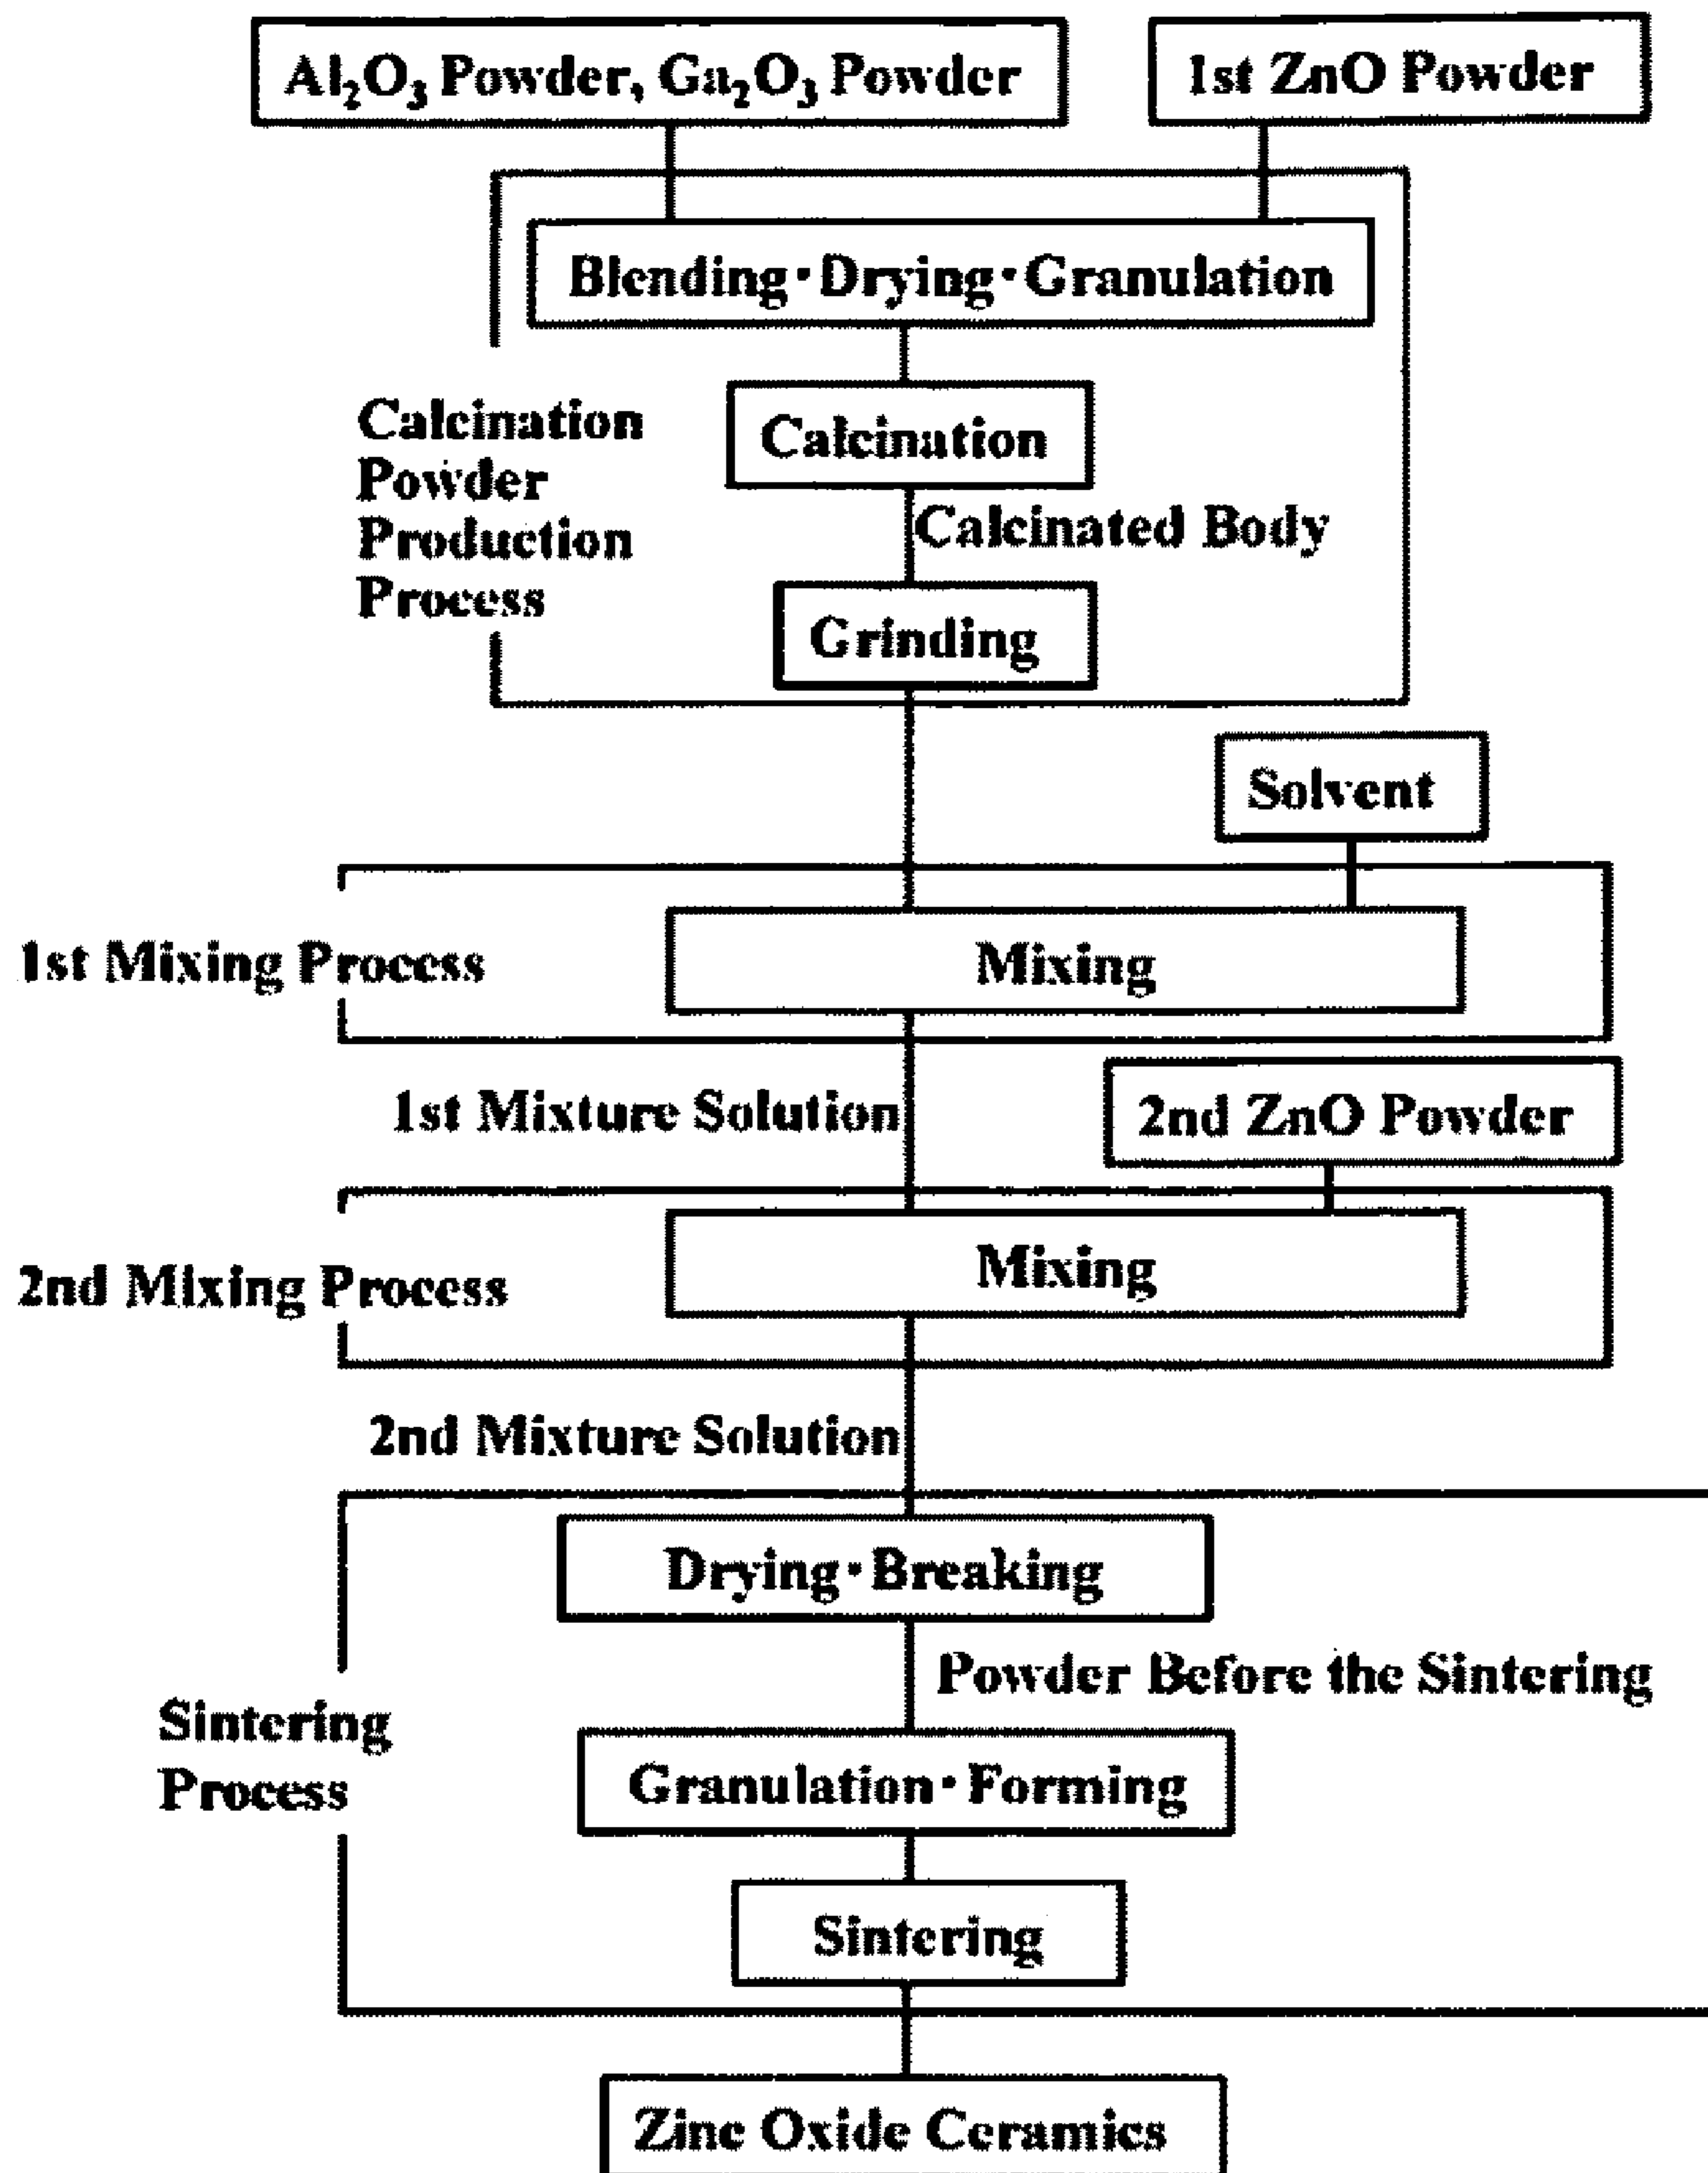 Al₂O₃ Powder, Ga₂O₃ Powder
1st ZnO Powder
Blending·Drying·Granulation
Calcination
Powder
Production
Process
Calcination
Calcinated Body
Grinding
Solvent
1st Mixing Process
Mixing
1st Mixture Solution
2nd ZnO Powder
2nd Mixing Process
Mixing
2nd Mixture Solution
Drying·Breaking
Powder Before the Sintering
Sintering
Process
Granulation·Forming
Sintering
Zinc Oxide Ceramics